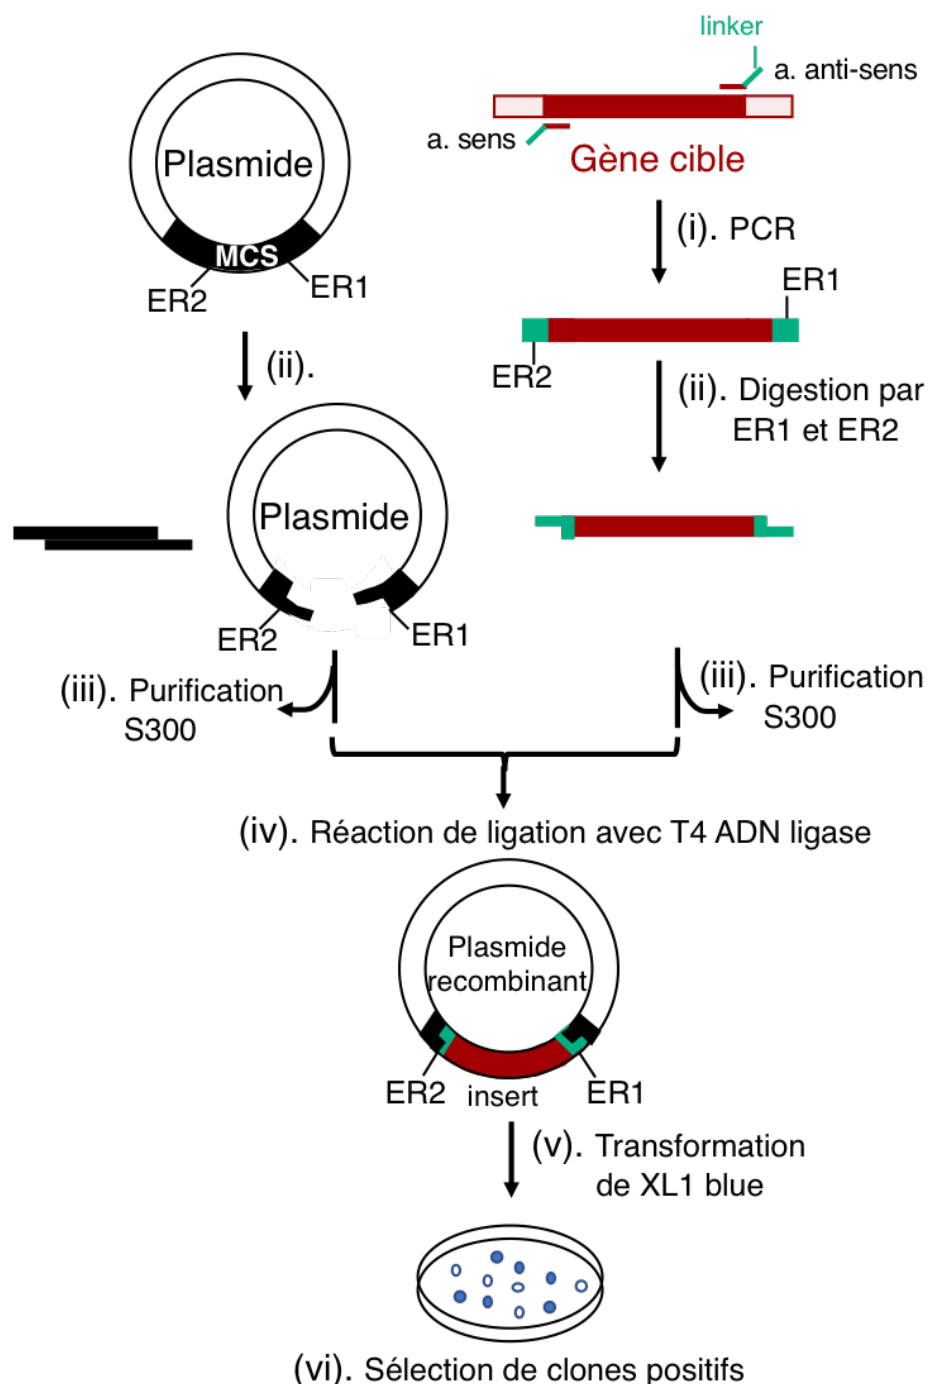 linker
a. anti-sens
a. sens
Gène cible
Plasmide
MCS
ER2
ER1
(i). PCR
ER1
ER2
(ii).
(ii). Digestion par
ER1 et ER2
Plasmide
ER2
ER1
(iii). Purification
S300
(iii). Purification
S300
(iv). Réaction de ligation avec T4 ADN ligase
Plasmide
recombinant
ER2
insert
ER1
(v). Transformation
de XL1 blue
(vi). Sélection de clones positifs